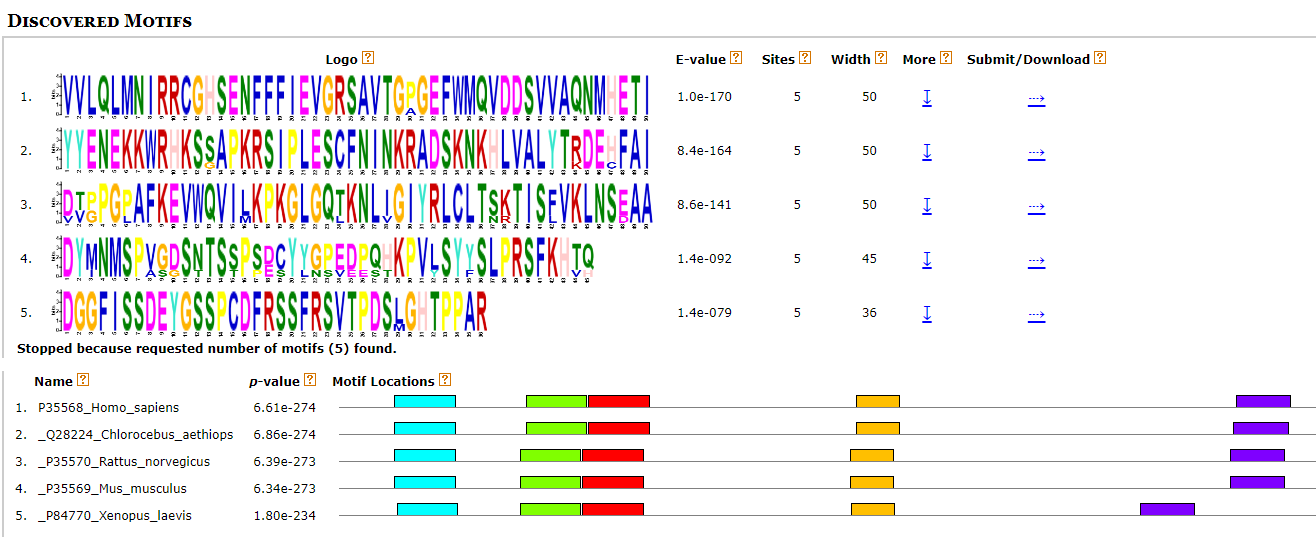 DISCOVERED MOTIFS
Logo ? E-value ? Sites ? Width ? More ? Submit/Download ?
1. VVLQLMNIRRCGHSENFFFIEVGRSAVTGPGEFWMQVDDSVVAQNMHETI 1.0e-170 5 50
2. YYENEKKWRHKSSAPKRSIPLESCFNINKRADSKNKHLVALYTRDEHFAI 8.4e-164 5 50
3. DTPPGPAFKEVWQVILKPKGLGQTKNLIGIYRLCLTSKTISFVKLNSEAA 8.6e-141 5 50
4. DYMNMSPVGDSNTSSPSDCYYGPEDPQHKPVLSYYSLPRSFKHTQ 1.4e-092 5 45
5. DGGFISSDEYGSSPCDFRSSFRSVTPDSLGHTPPAR 1.4e-079 5 36
Stopped because requested number of motifs (5) found.
Name ? p-value ? Motif Locations ?
1. P35568_Homo_sapiens 6.61e-274
2. _Q28224_Chlorocebus_aethiops 6.86e-274
3. _P35570_Rattus_norvegicus 6.39e-273
4. _P35569_Mus_musculus 6.34e-273
5. _P84770_Xenopus_laevis 1.80e-234